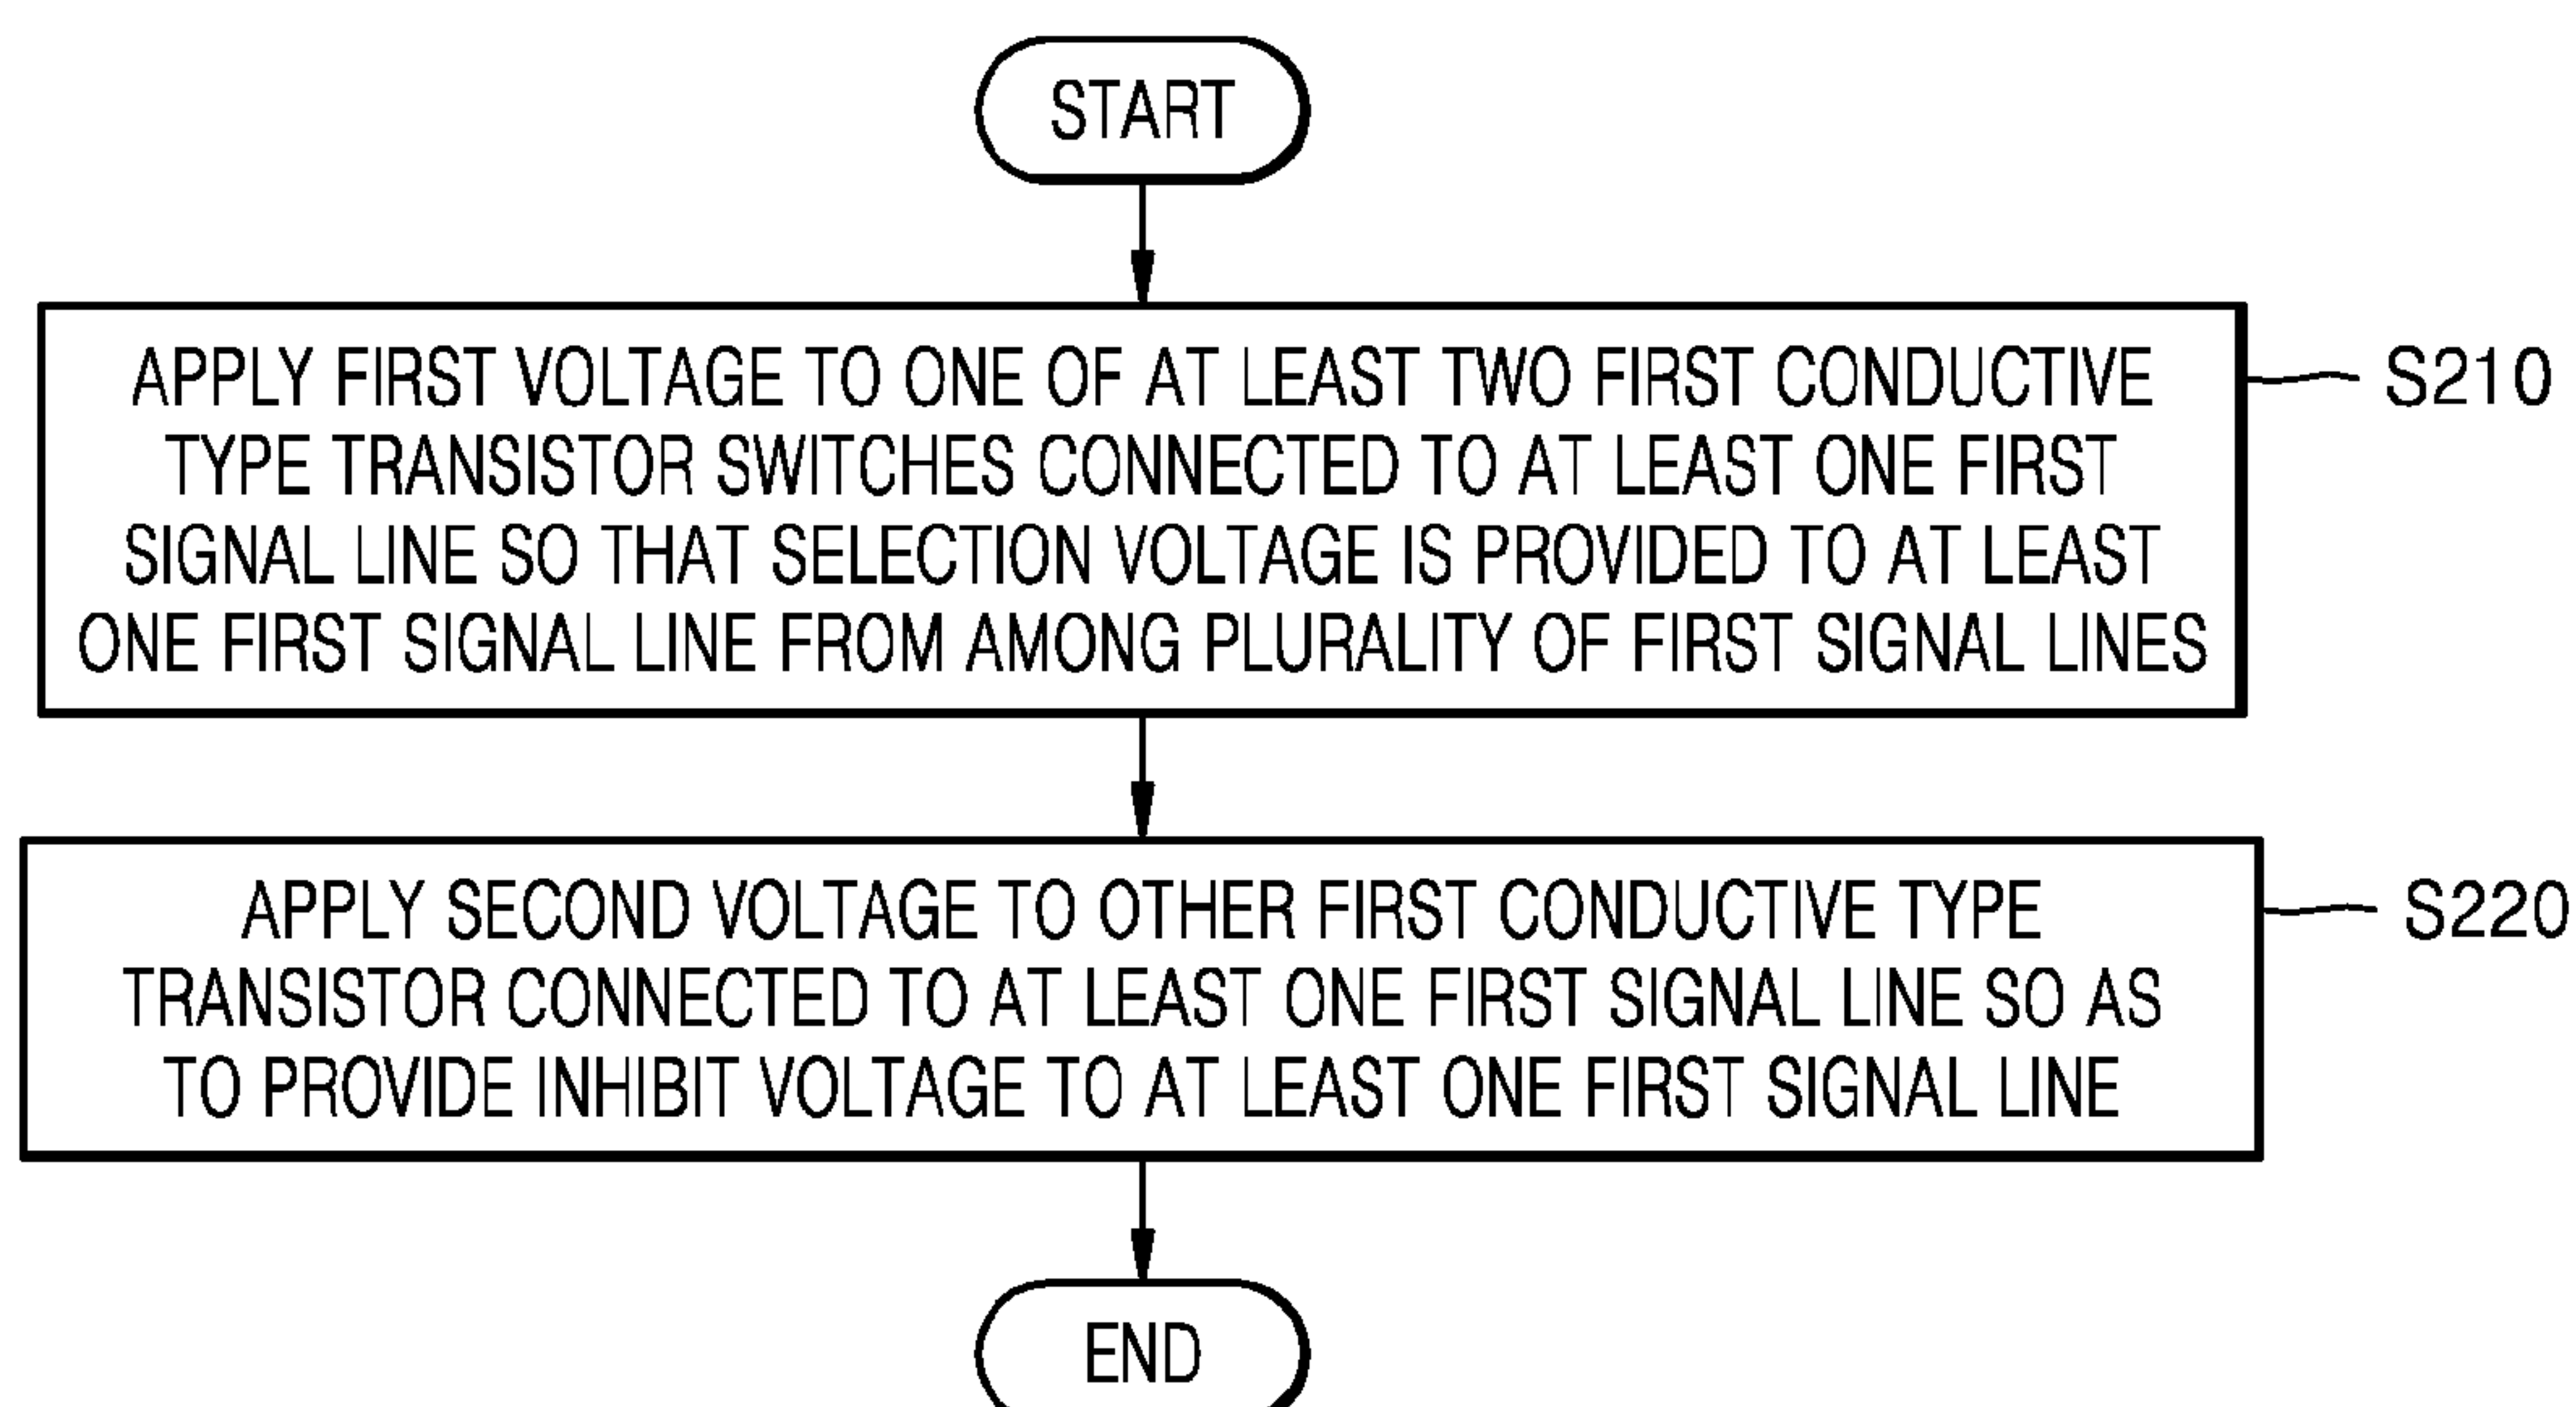 START
APPLY FIRST VOLTAGE TO ONE OF AT LEAST TWO FIRST CONDUCTIVE
TYPE TRANSISTOR SWITCHES CONNECTED TO AT LEAST ONE FIRST
SIGNAL LINE SO THAT SELECTION VOLTAGE IS PROVIDED TO AT LEAST
ONE FIRST SIGNAL LINE FROM AMONG PLURALITY OF FIRST SIGNAL LINES
S210
APPLY SECOND VOLTAGE TO OTHER FIRST CONDUCTIVE TYPE
TRANSISTOR CONNECTED TO AT LEAST ONE FIRST SIGNAL LINE SO AS
TO PROVIDE INHIBIT VOLTAGE TO AT LEAST ONE FIRST SIGNAL LINE
S220
END